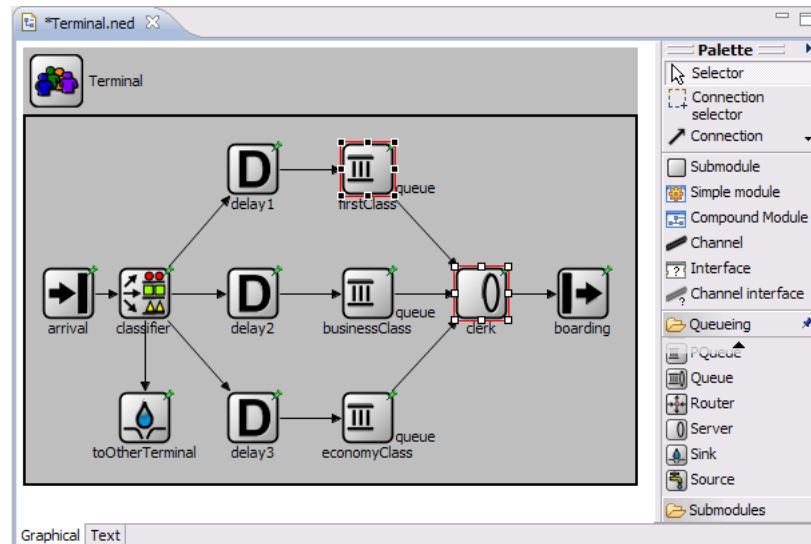 *Terminal.ned
Terminal
D
delay1
queue
firstClass
arrival
classifier
D
delay2
queue
businessClass
clerk
boarding
toOtherTerminal
D
delay3
queue
economyClass
Palette
Selector
Connection
selector
Connection
Submodule
Simple module
Compound Module
Channel
Interface
Channel interface
Queueing
PQueue
Queue
Router
Server
Sink
Source
Submodules
Graphical Text